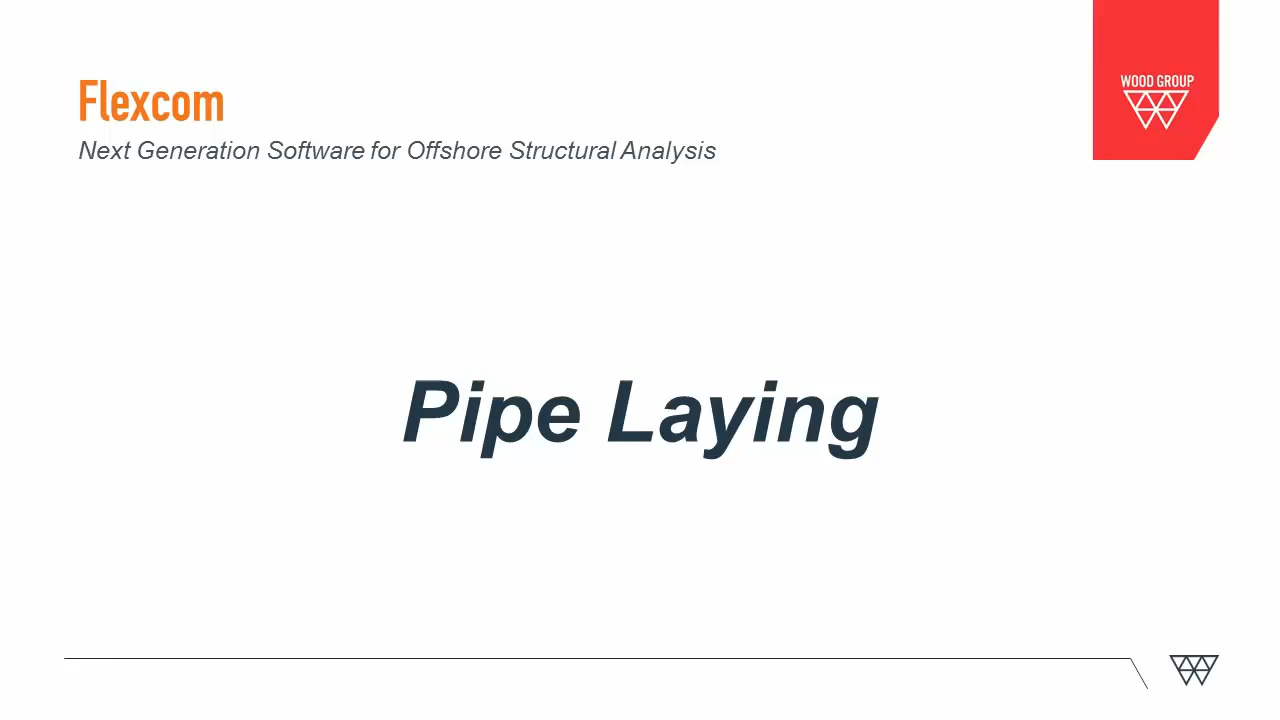 Flexcom
WOOD GROUP
Next Generation Software for Offshore Structural Analysis
Pipe Laying